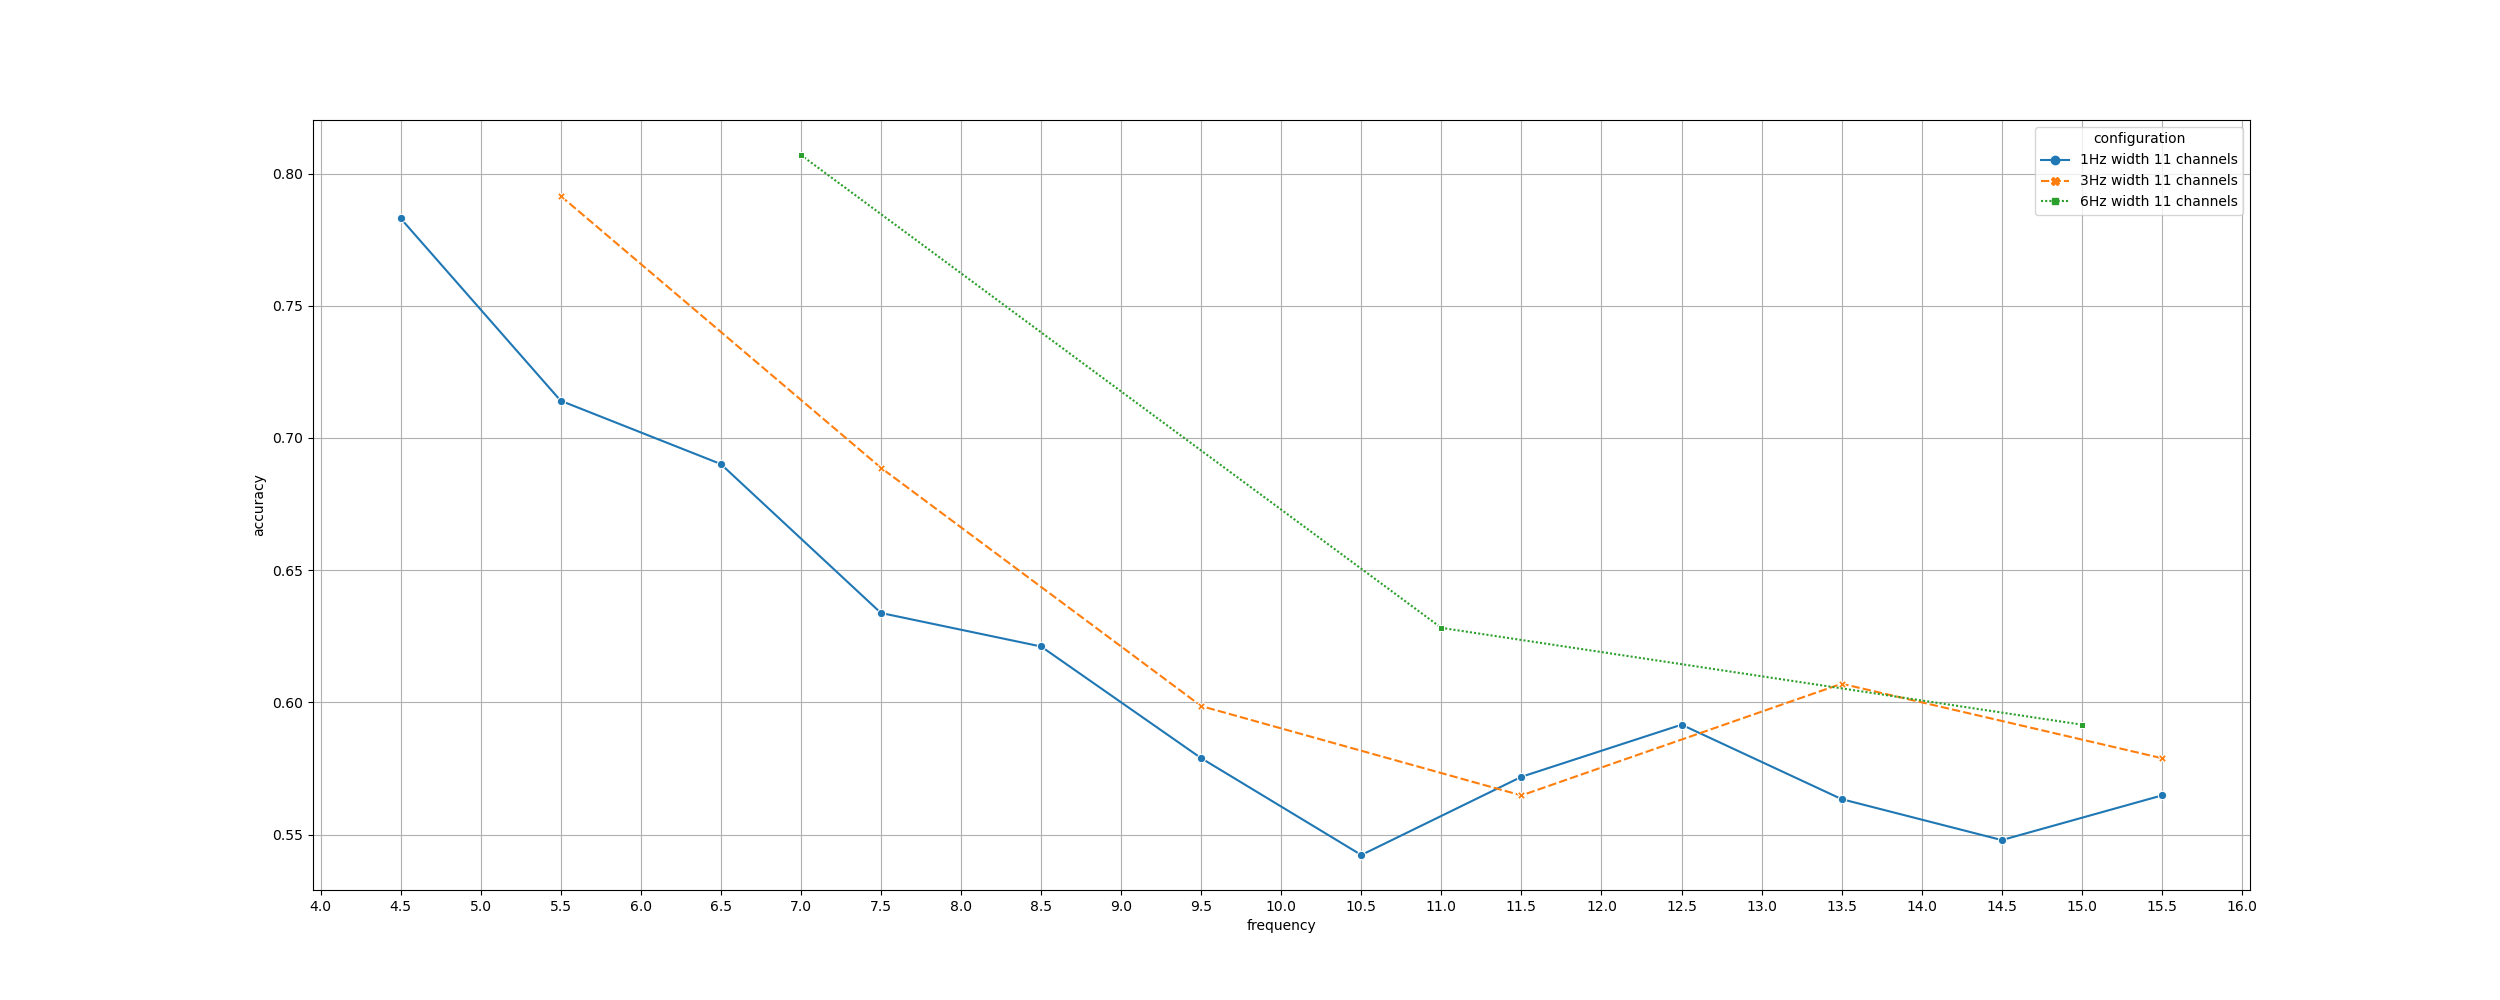 configuration
1Hz width 11 channels
3Hz width 11 channels
6Hz width 11 channels
0.80
0.75
0.70
0.65
0.60
0.55
accuracy
4.0 4.5 5.0 5.5 6.0 6.5 7.0 7.5 8.0 8.5 9.0 9.5 10.0 10.5 11.0 11.5 12.0 12.5 13.0 13.5 14.0 14.5 15.0 15.5 16.0
frequency